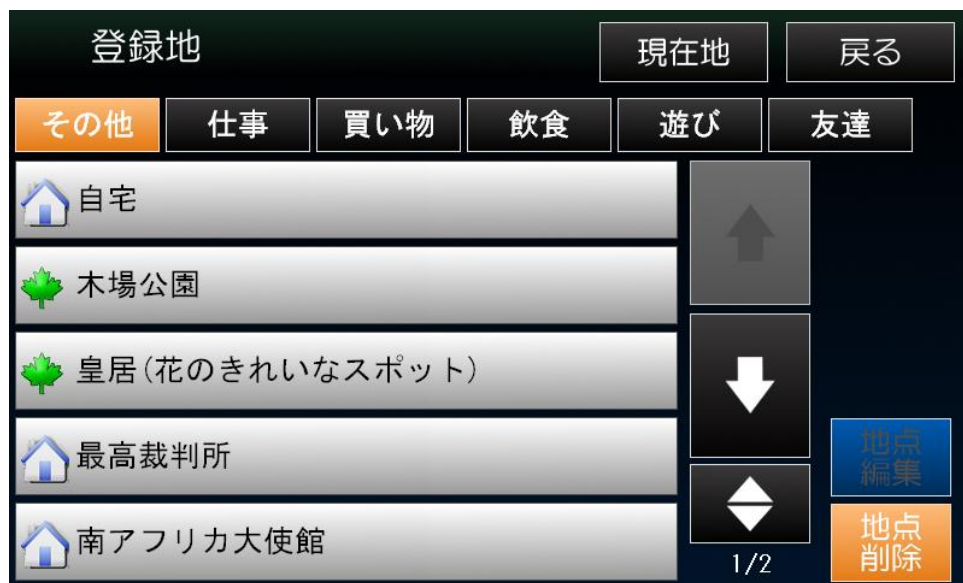 登録地
現在地
戻る
その他
仕事
買い物
飲食
遊び
友達
自宅
木場公園
皇居(花のきれいなスポット)
最高裁判所
南アフリカ大使館
地点
編集
1/2
地点
削除